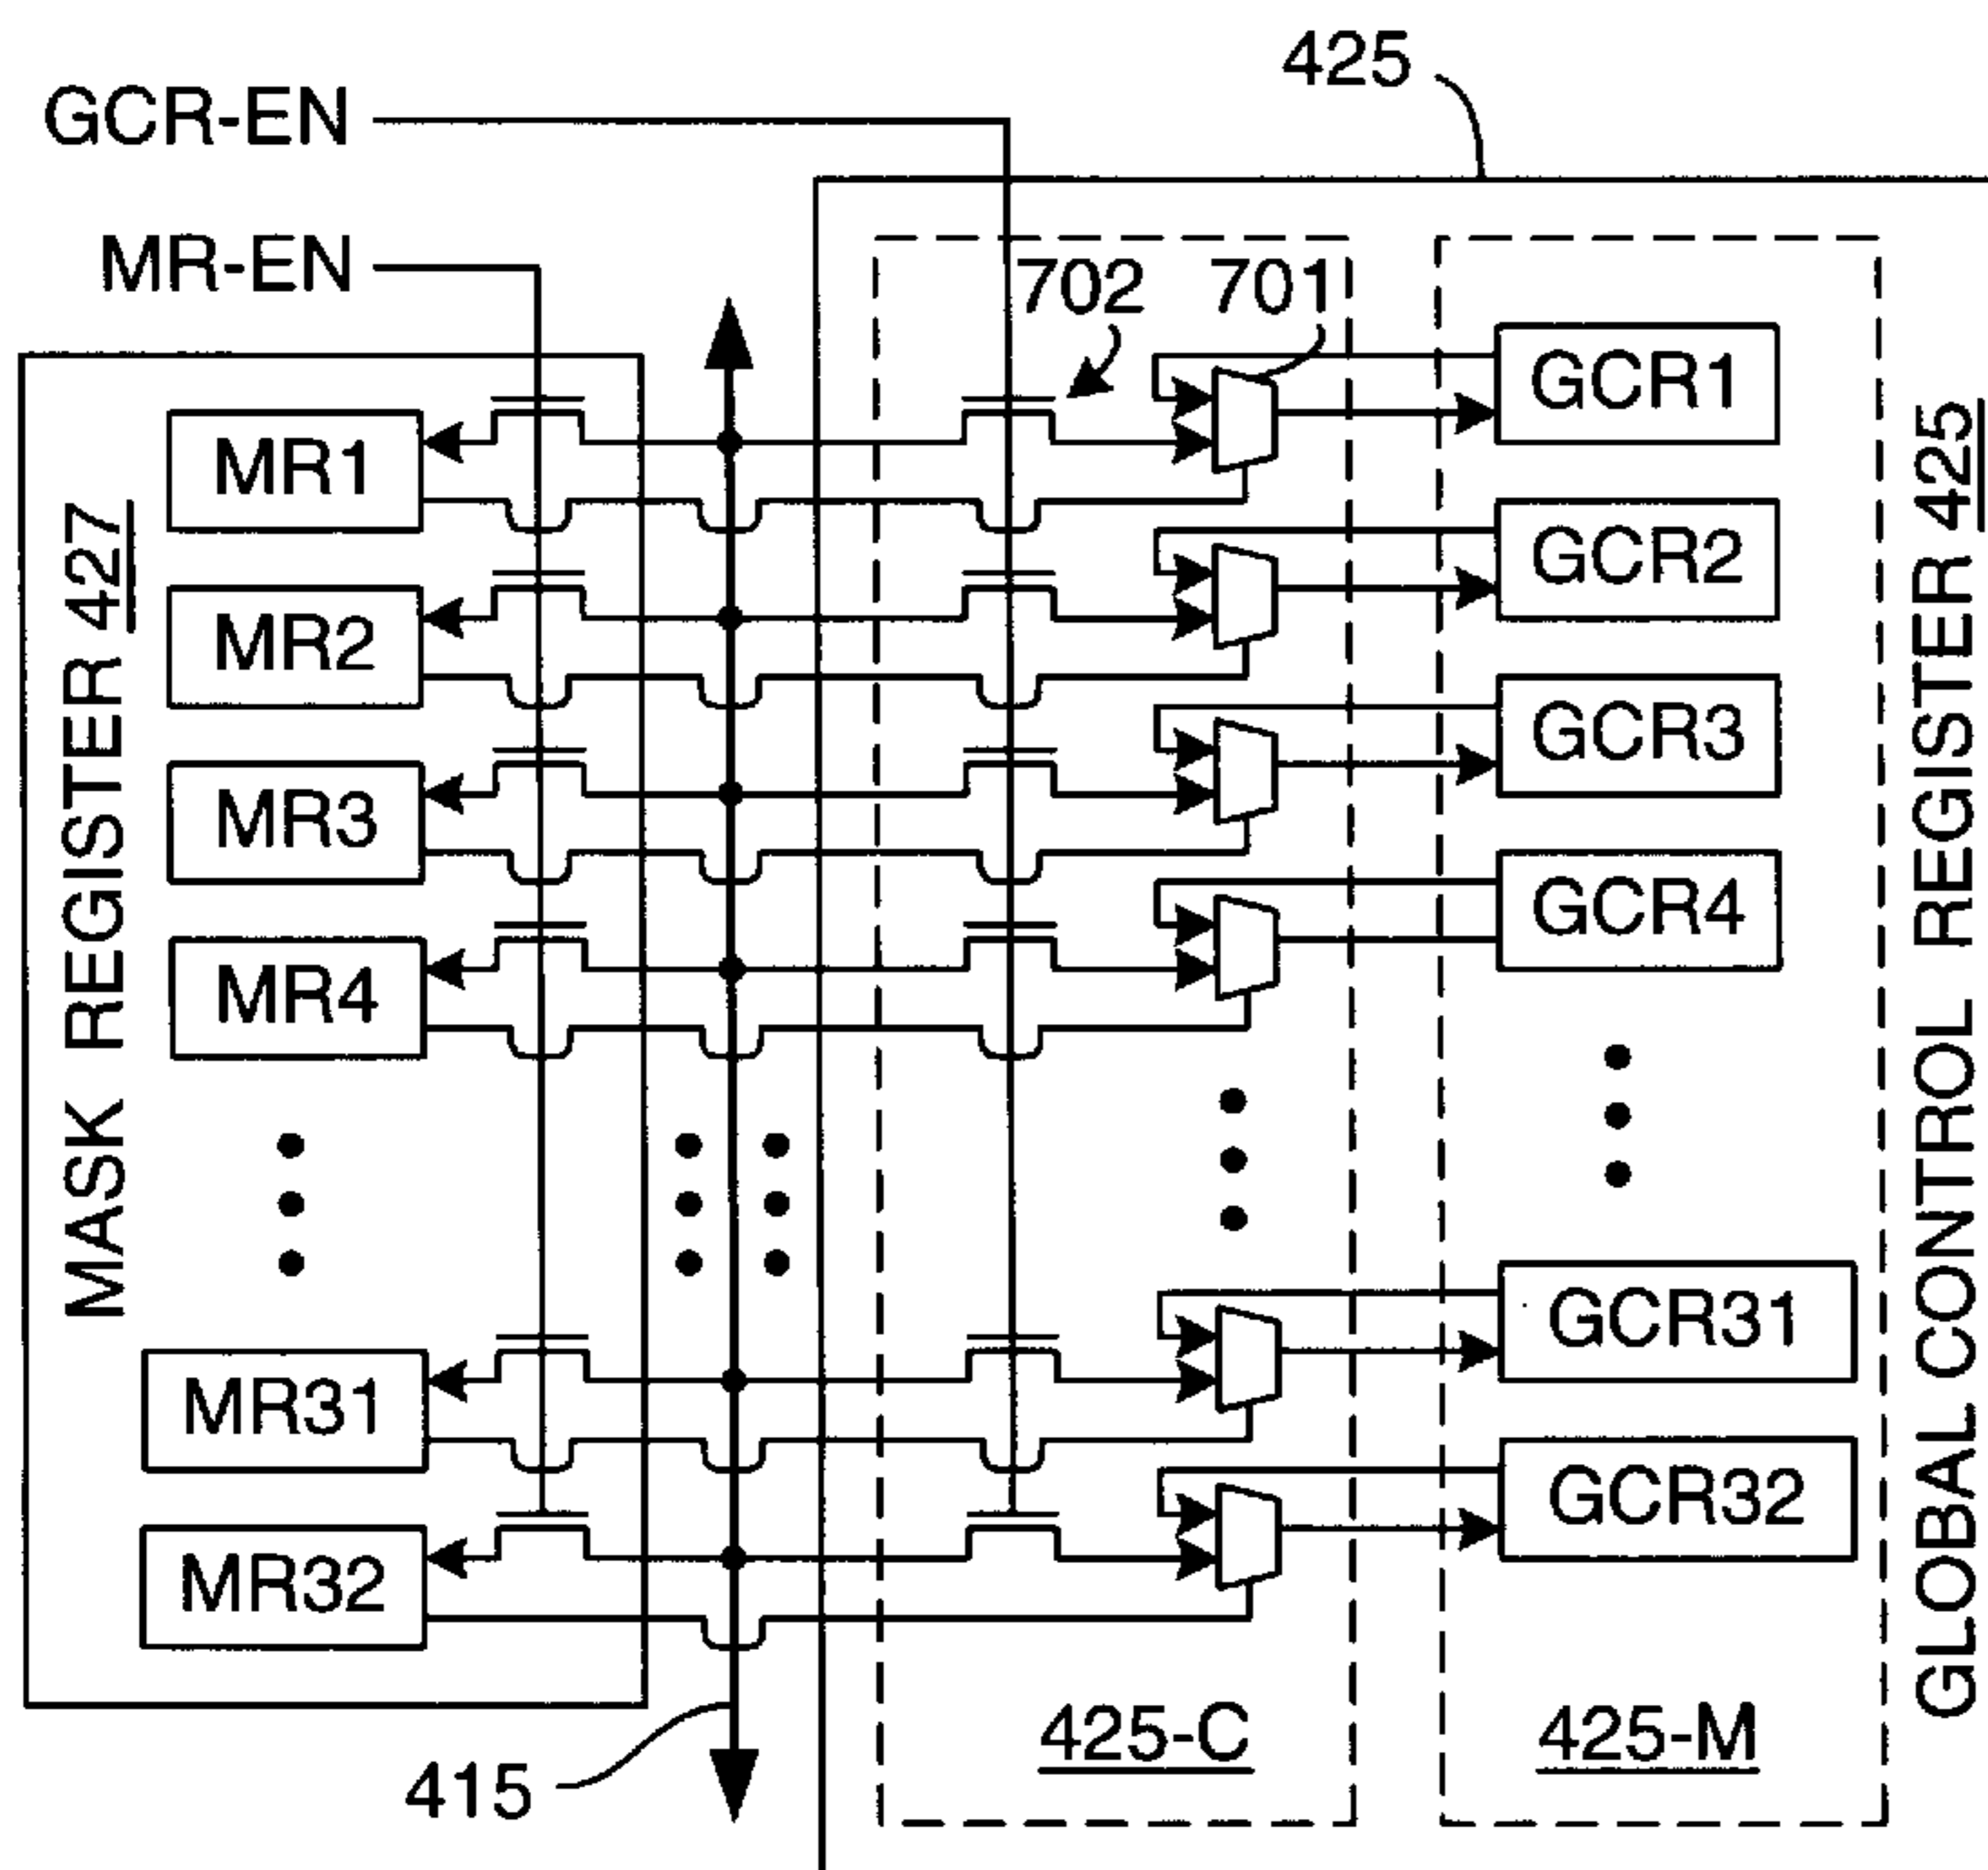 425
GCR-EN
MR-EN
702 701
GCR1
MR1
GCR2
MR2
GCR3
MR3
GCR4
MR4
GCR31
MR31
GCR32
MR32
MASK REGISTER 427
GLOBAL CONTROL REGISTER 425
425-C
425-M
415